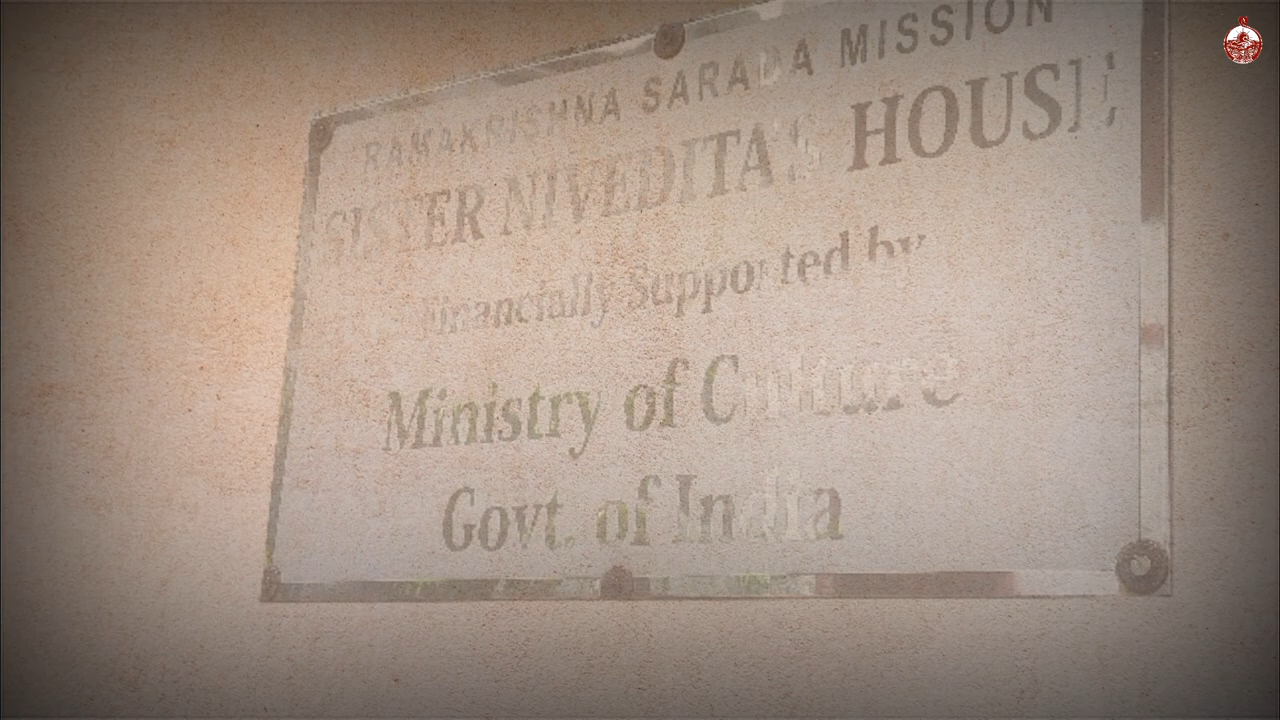 RAMAKRISHNA SARADA MISSION
SISTER NIVEDITA'S HOUSE
Financially Supported by
Ministry of Culture
Govt. of India